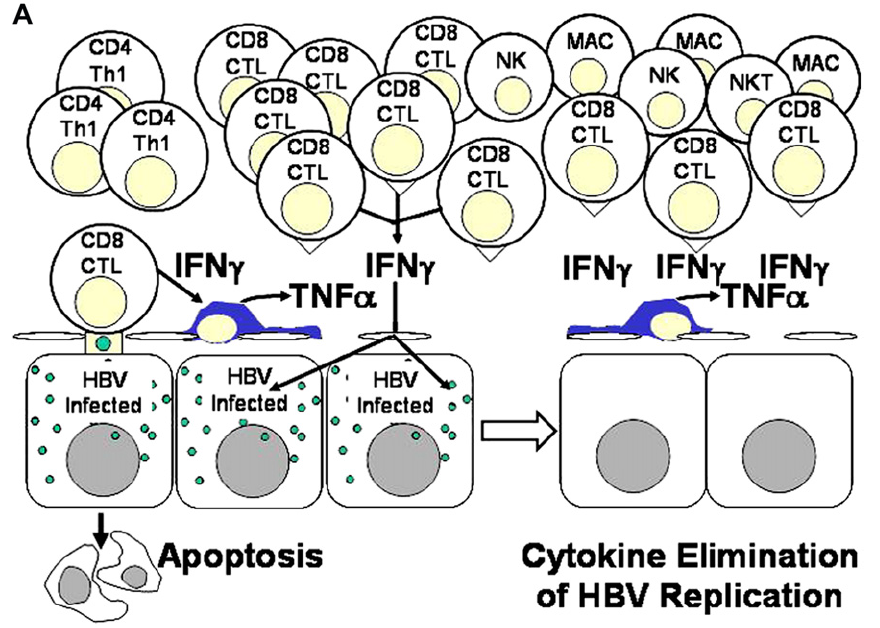 A
CD4
Th1
CD4
Th1
CD4
Th1
CD8
CTL
CD8
CTL
CD8
CTL
CD8
CTL
CD8
CTL
CD8
CTL
CD8
CTL
NK
MAC
MAC
MAC
NK
NKT
CD8
CTL
CD8
CTL
CD8
CTL
CD8
CTL
IFNγ
TNFα
IFNγ
IFNγ
IFNγ
IFNγ
TNFα
HBV
Infected
HBV
Infected
HBV
Infected
Apoptosis
Cytokine Elimination
of HBV Replication